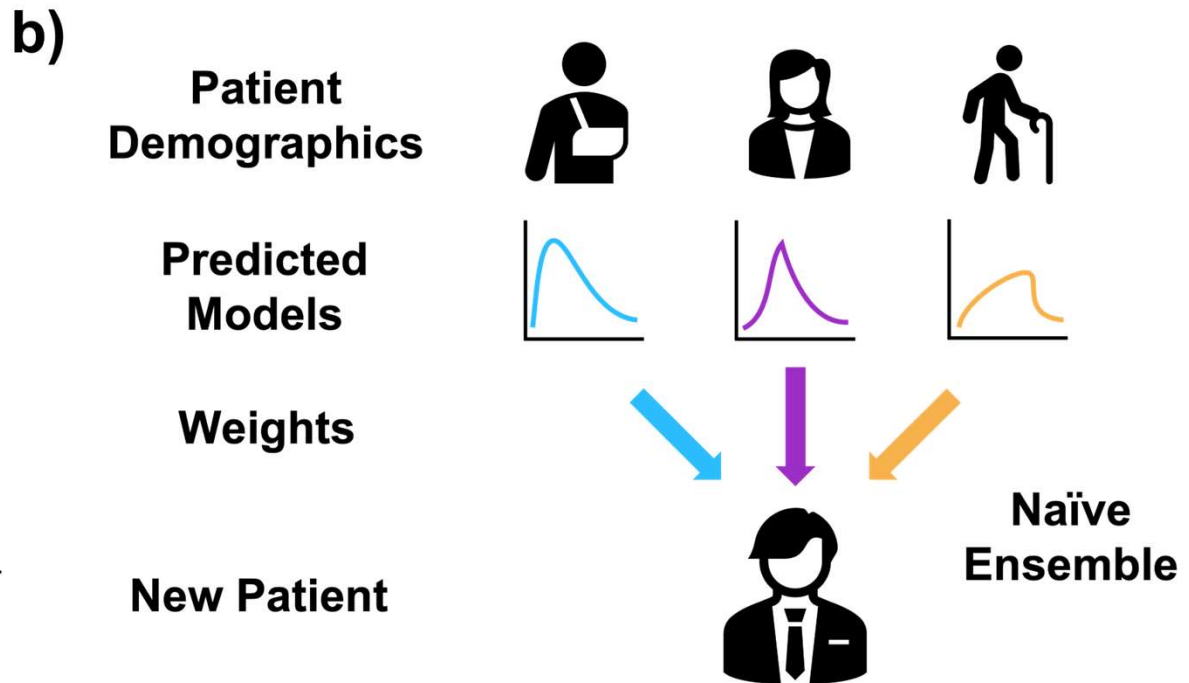 b)
Patient
Demographics
Predicted
Models
Weights
Naïve
Ensemble
New Patient